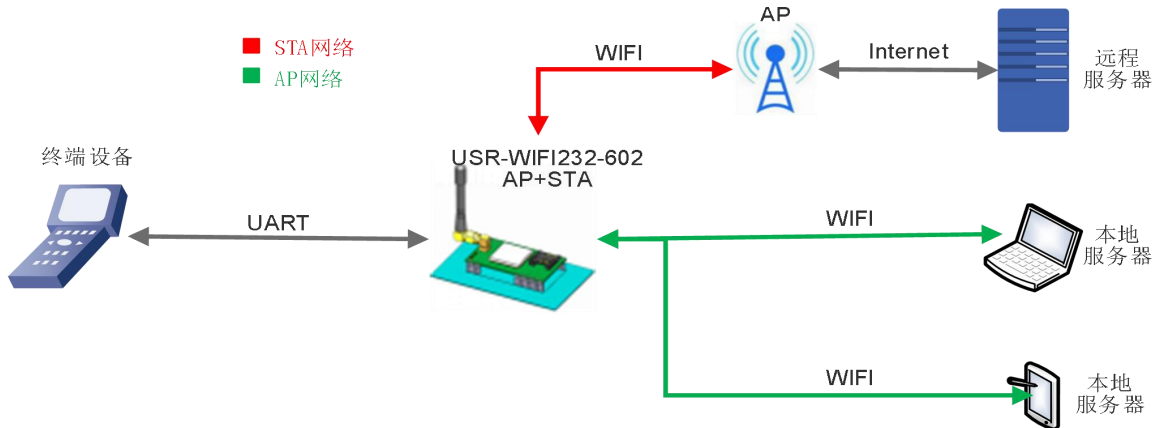 AP
STA网络
WIFI
Internet
AP网络
远程
服务器
终端设备
USR-WIFI232-602
AP+STA
UART
WIFI
本地
服务器
WIFI
本地
服务器